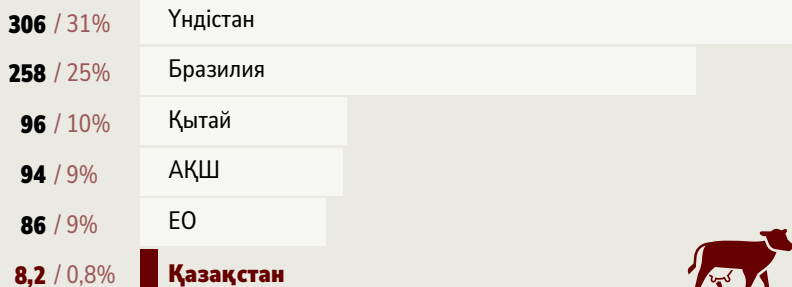 306 / 31% Үндістан
258 / 25% Бразилия
96 / 10% Қытай
94 / 9% АҚШ
86 / 9% ЕО
8,2 / 0,8% Қазақстан